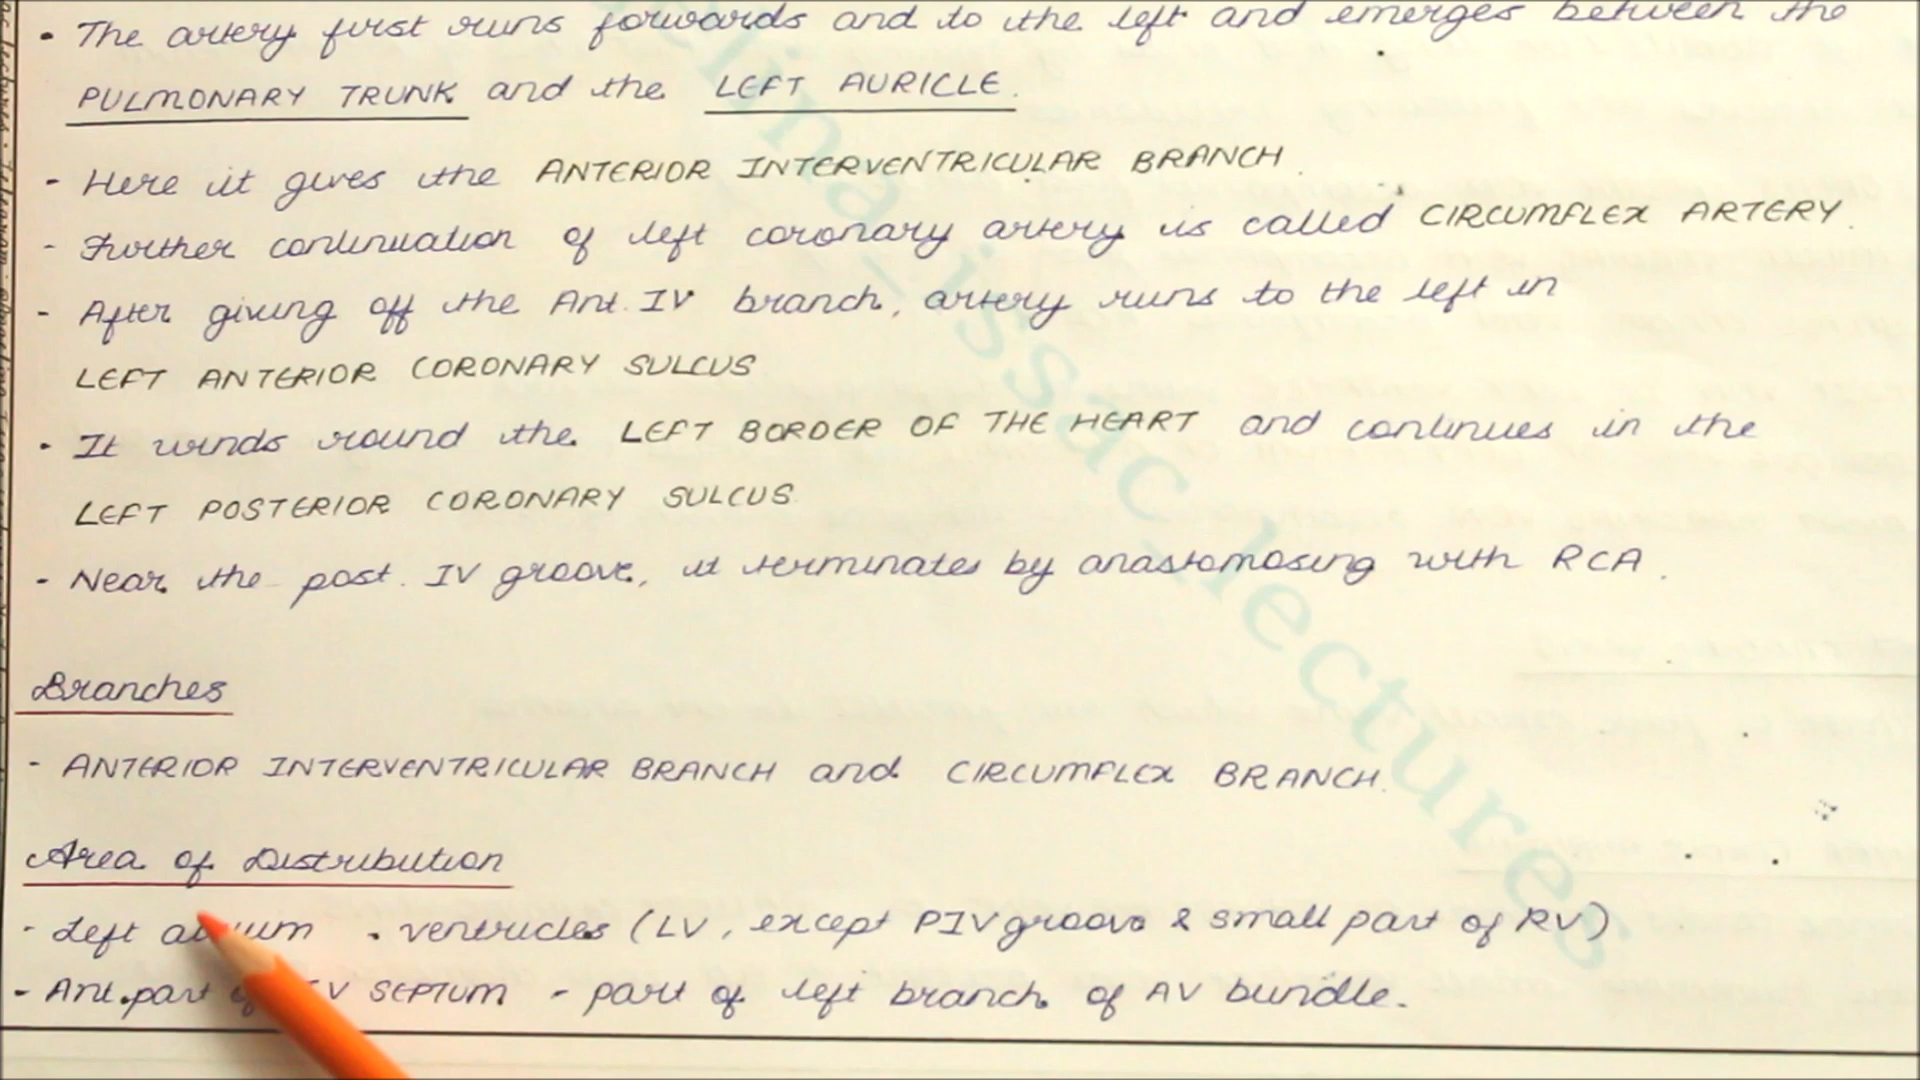 • The artery first runs forwards and to the left and emerges between the
PULMONARY TRUNK and the LEFT AURICLE.
- Here it gives the ANTERIOR INTERVENTRICULAR BRANCH.
- Further continuation of left coronary artery is called CIRCUMFLEX ARTERY.
- After giving off the Ant. IV branch, artery runs to the left in
LEFT ANTERIOR CORONARY SULCUS
• It winds round the LEFT BORDER OF THE HEART and continues in the
LEFT POSTERIOR CORONARY SULCUS
- Near the post. IV groove, it terminates by anastomosing with RCA.
Branches
- ANTERIOR INTERVENTRICULAR BRANCH and CIRCUMFLEX BRANCH.
Area of Distribution
- Left • ventricles (LV, except PIV groove & small part of RV)
- Ant. part IV SEPTUM - part of left branch of AV bundle.